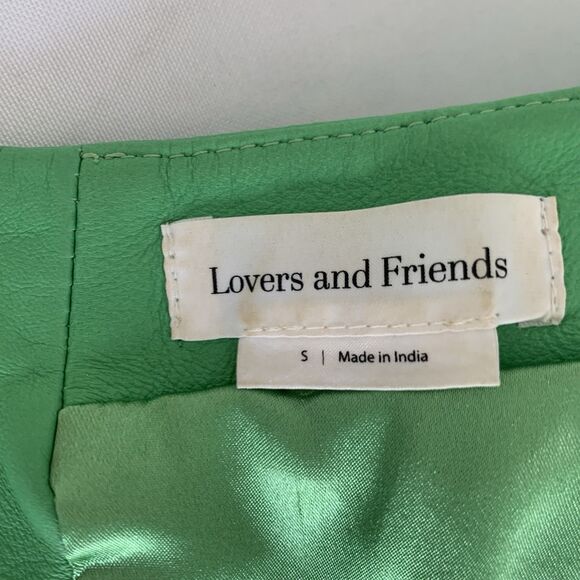 Lovers and Friends
S | Made in India